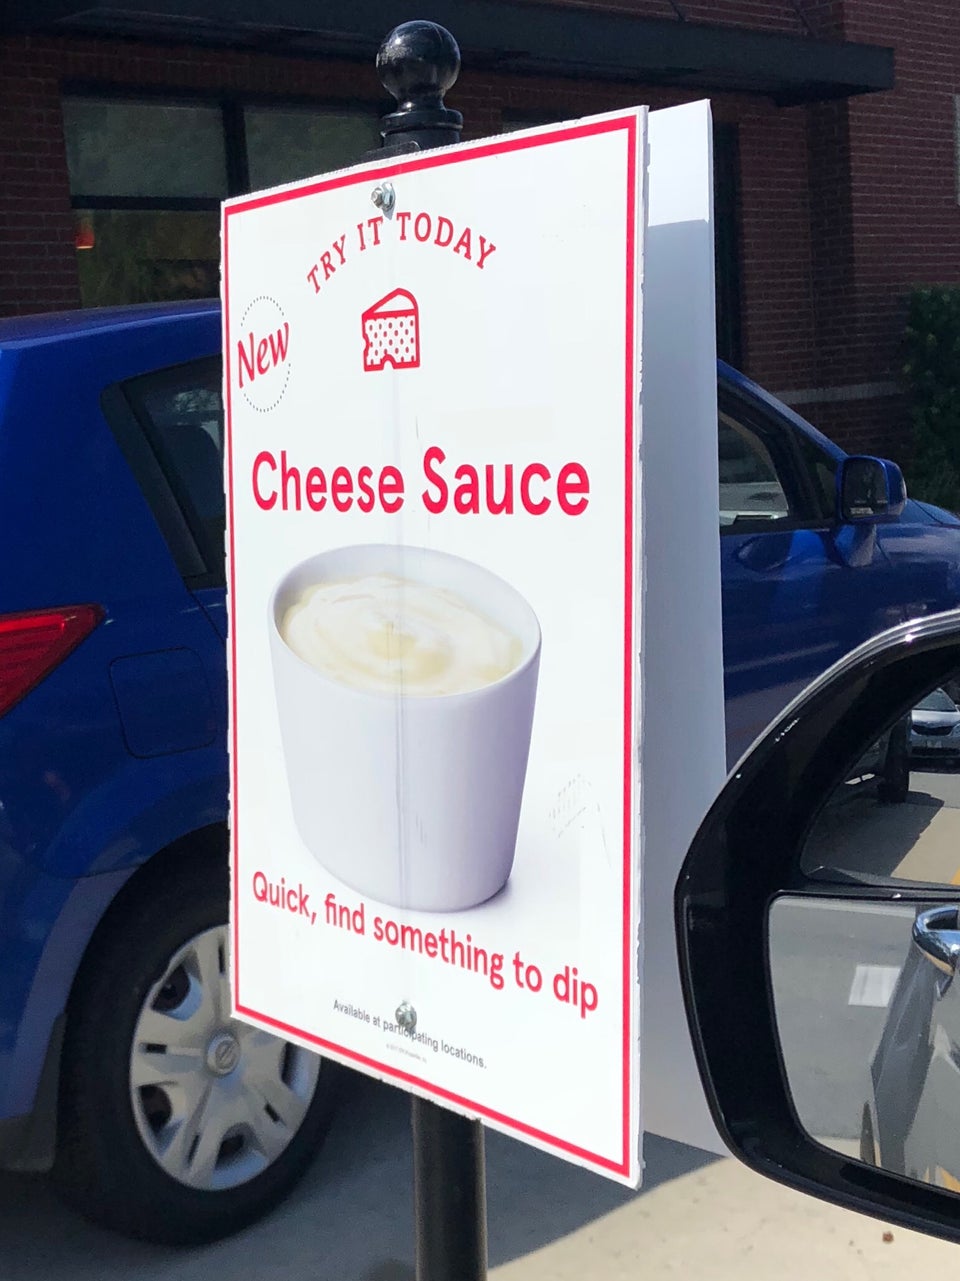 TRY IT TODAY
New
Cheese Sauce
Quick, find something to dip
Available at participating locations.